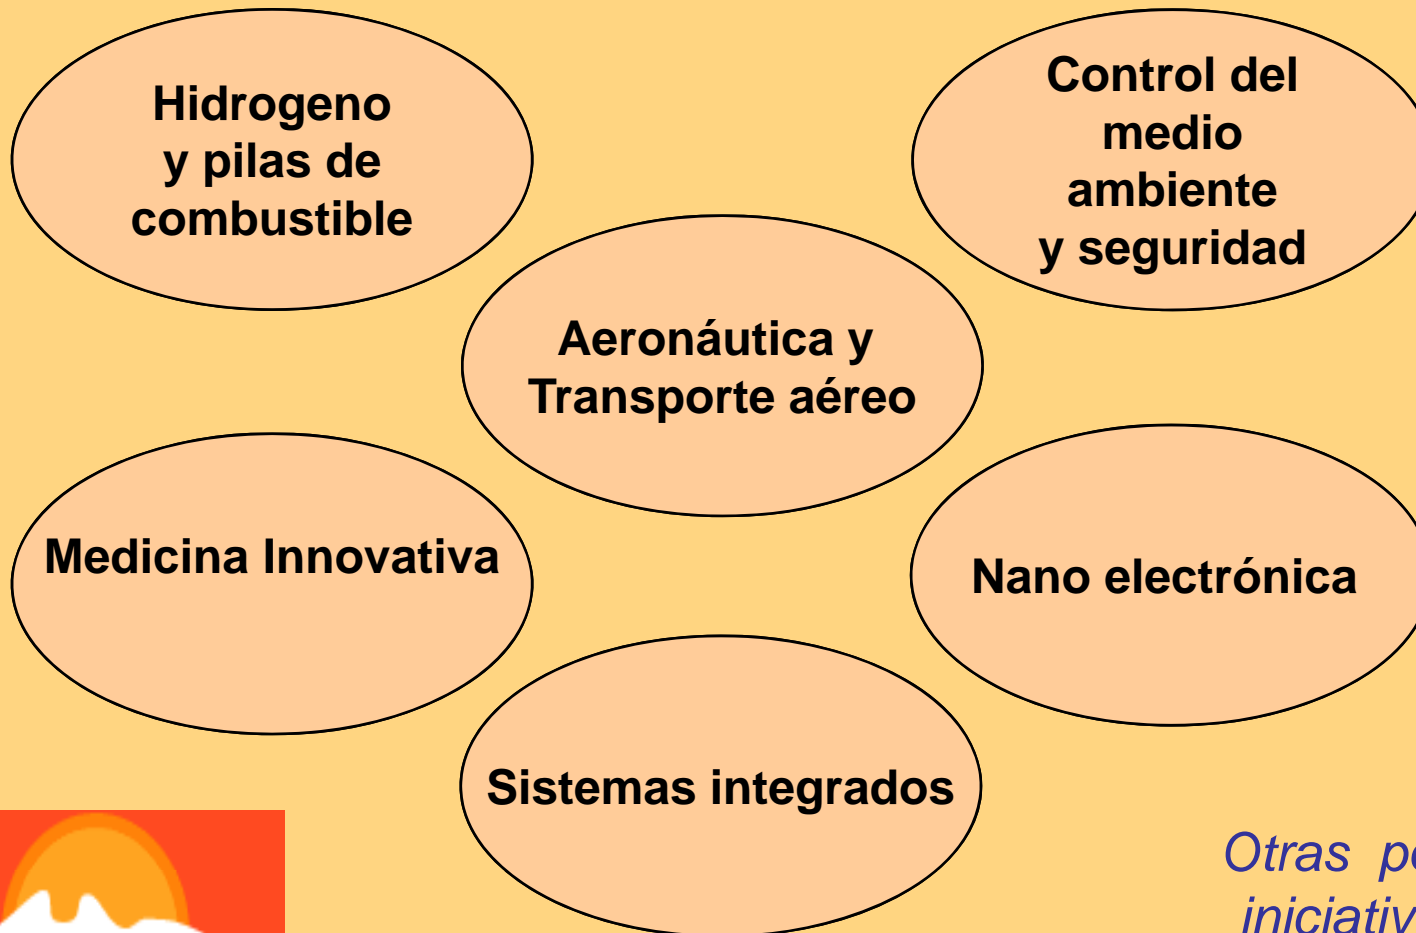 Hidrogeno
y pilas de
combustible
Control del
medio
ambiente
y seguridad
Aeronáutica y
Transporte aéreo
Medicina Innovativa
Nano electrónica
Sistemas integrados
Otras